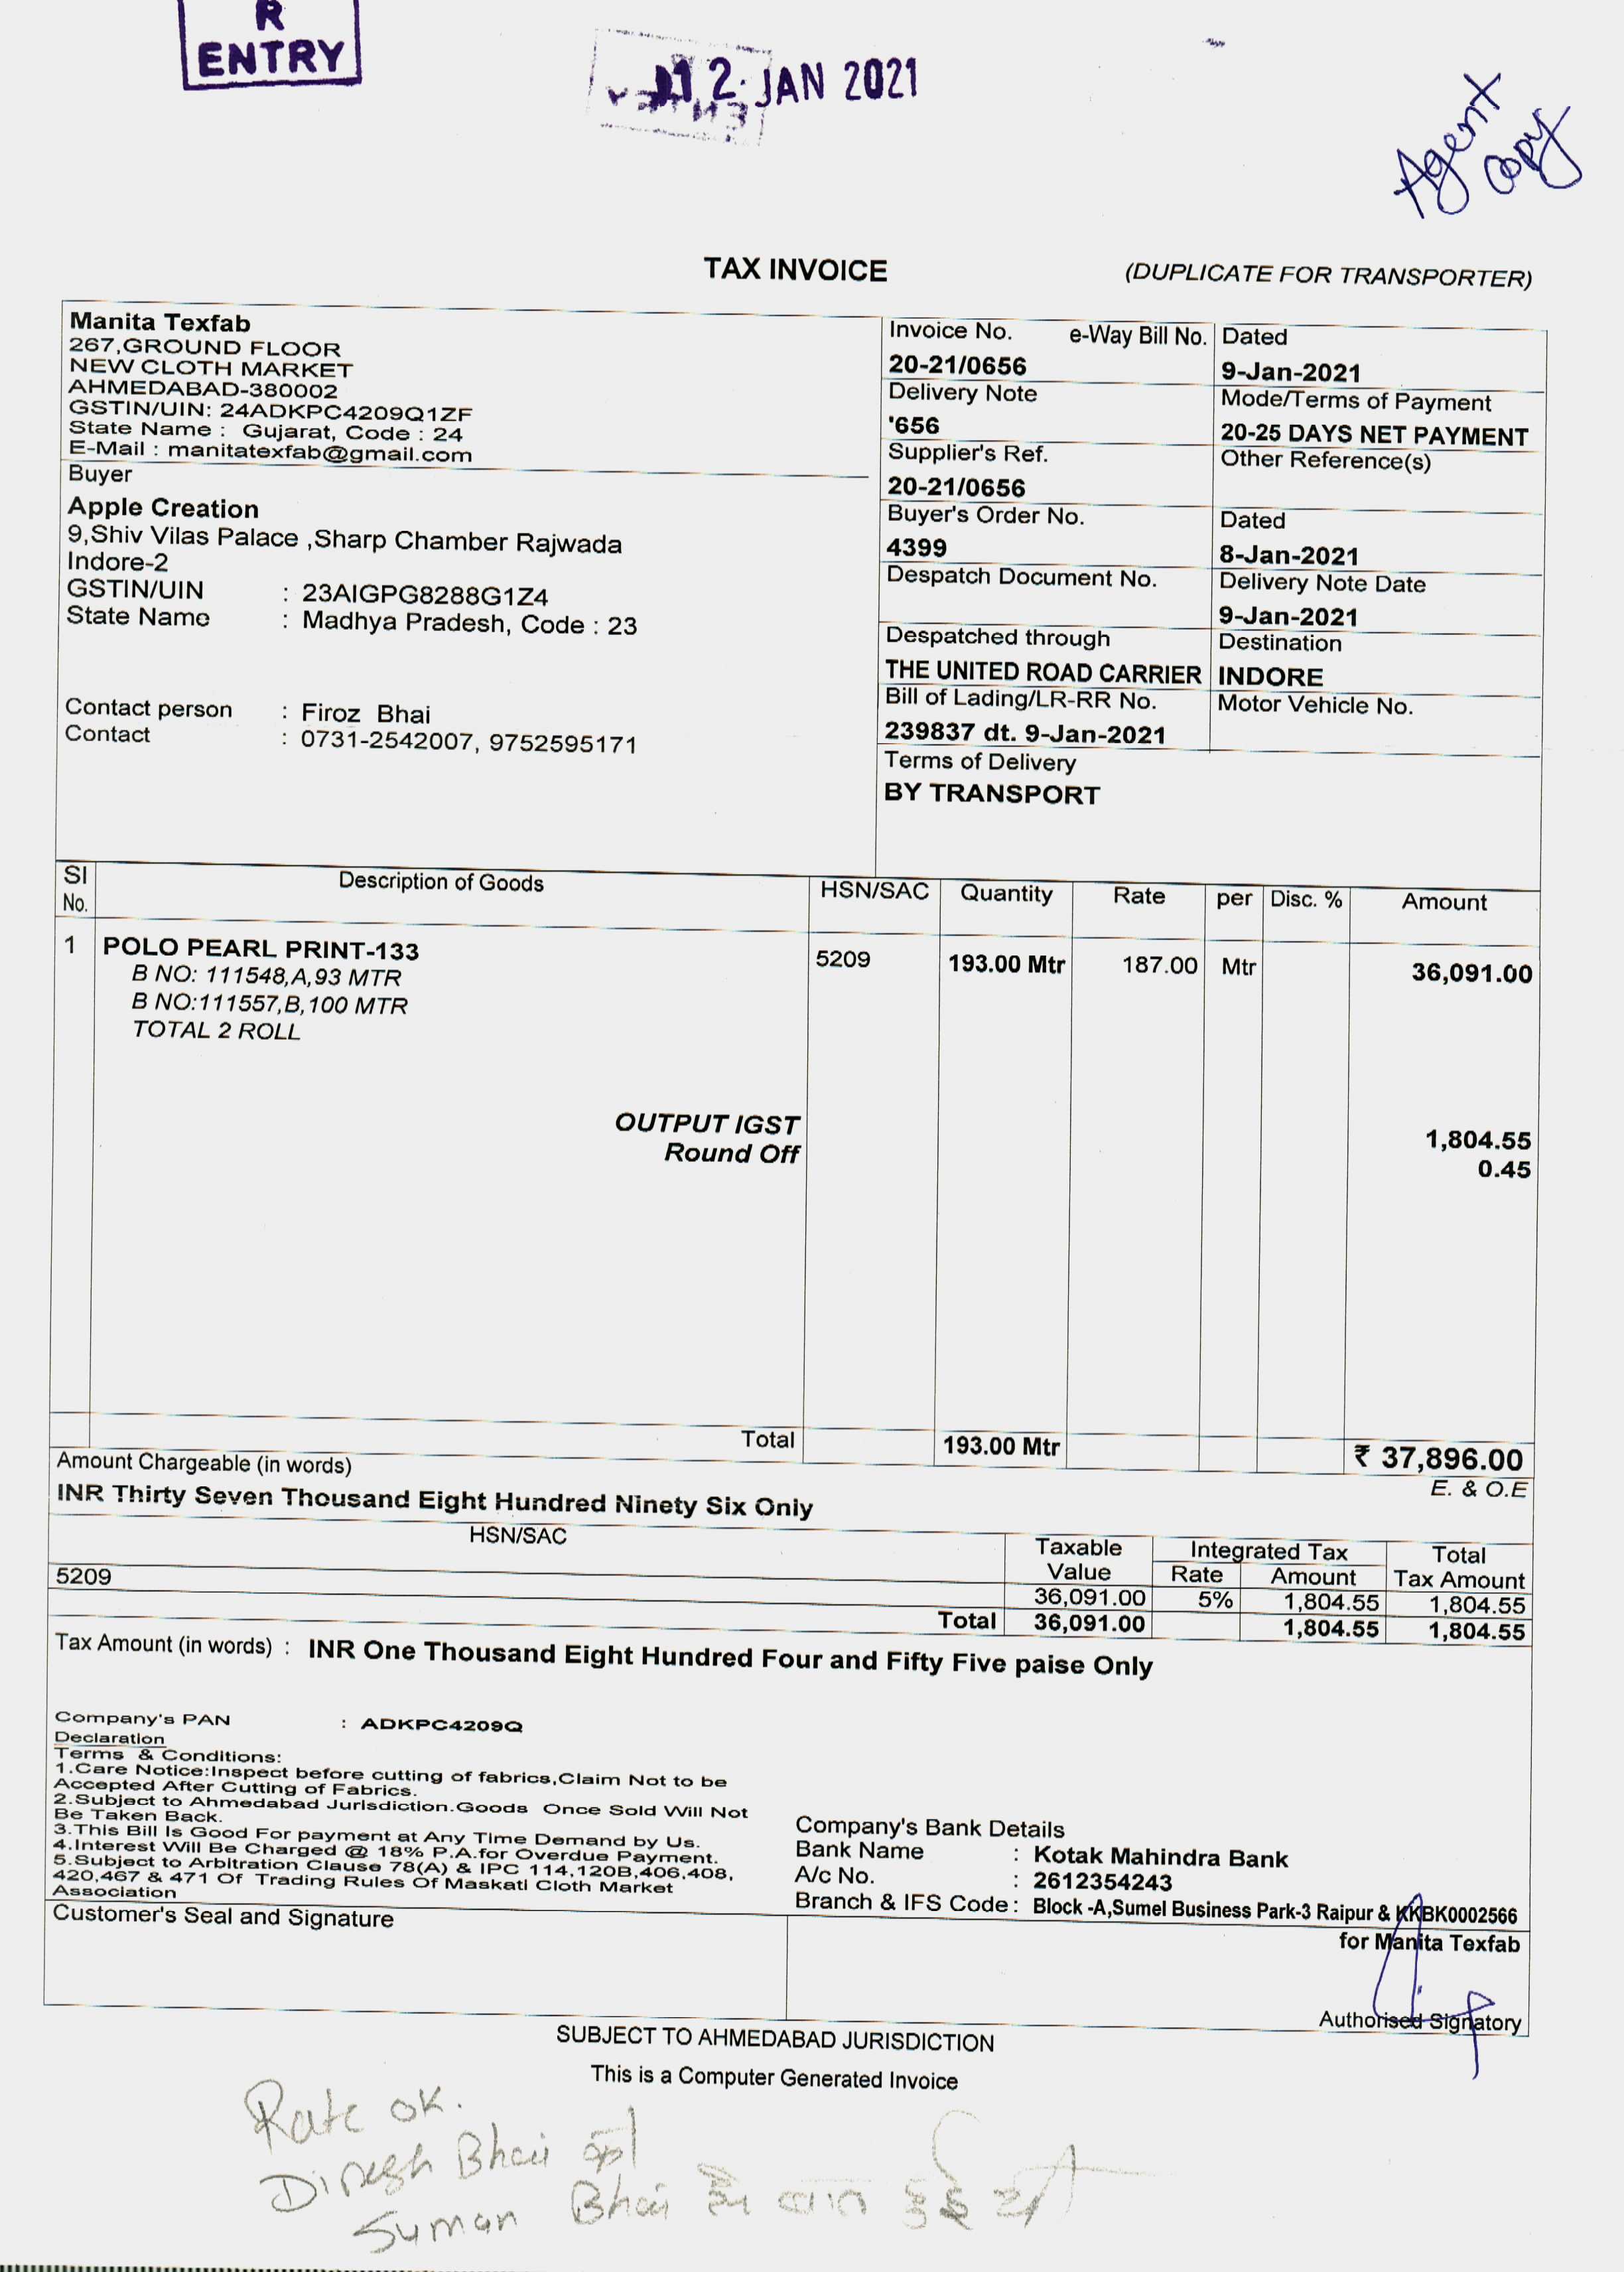 R
ENTRY
12 JAN 2021
Agent
copy
TAX INVOICE
(DUPLICATE FOR TRANSPORTER)
Manita Texfab
267,GROUND FLOOR
NEW CLOTH MARKET
AHMEDABAD-380002
GSTIN/UIN: 24ADKPC4209Q1ZF
State Name : Gujarat, Code : 24
E-Mail : manitatexfab@gmail.com
Buyer
Apple Creation
9,Shiv Vilas Palace ,Sharp Chamber Rajwada
Indore-2
GSTIN/UIN : 23AIGPG8288G1Z4
State Name : Madhya Pradesh, Code : 23
Contact person : Firoz Bhai
Contact : 0731-2542007, 9752595171
Invoice No. e-Way Bill No. Dated
20-21/0656 9-Jan-2021
Delivery Note Mode/Terms of Payment
'656 20-25 DAYS NET PAYMENT
Supplier's Ref. Other Reference(s)
20-21/0656
Buyer's Order No. Dated
4399 8-Jan-2021
Despatch Document No. Delivery Note Date
9-Jan-2021
Despatched through Destination
THE UNITED ROAD CARRIER INDORE
Bill of Lading/LR-RR No. Motor Vehicle No.
239837 dt. 9-Jan-2021
Terms of Delivery
BY TRANSPORT
SI No. Description of Goods HSN/SAC Quantity Rate per Disc. % Amount
1 POLO PEARL PRINT-133 5209 193.00 Mtr 187.00 Mtr 36,091.00
B NO: 111548,A,93 MTR
B NO:111557,B,100 MTR
TOTAL 2 ROLL
OUTPUT IGST 1,804.55
Round Off 0.45
Total 193.00 Mtr ₹ 37,896.00
Amount Chargeable (in words) E. & O.E
INR Thirty Seven Thousand Eight Hundred Ninety Six Only
HSN/SAC Taxable Value Integrated Tax Total Tax Amount
Rate Amount
5209 36,091.00 5% 1,804.55 1,804.55
Total 36,091.00 1,804.55 1,804.55
Tax Amount (in words) : INR One Thousand Eight Hundred Four and Fifty Five paise Only
Company's PAN : ADKPC4209Q
Declaration
Terms & Conditions:
1.Care Notice:Inspect before cutting of fabrics,Claim Not to be
Accepted After Cutting of Fabrics.
2.Subject to Ahmedabad Jurisdiction.Goods Once Sold Will Not
Be Taken Back.
3.This Bill Is Good For payment at Any Time Demand by Us.
4.Interest Will Be Charged @ 18% P.A.for Overdue Payment.
5.Subject to Arbitration Clause 78(A) & IPC 114,120B,406,408,
420,467 & 471 Of Trading Rules Of Maskati Cloth Market
Association
Company's Bank Details
Bank Name : Kotak Mahindra Bank
A/c No. : 2612354243
Branch & IFS Code : Block -A,Sumel Business Park-3 Raipur & KKBK0002566
Customer's Seal and Signature
for Manita Texfab
Authorised Signatory
SUBJECT TO AHMEDABAD JURISDICTION
This is a Computer Generated Invoice
Rate ok.
Dinesh Bhai की
Suman Bhai से बात हुई थी